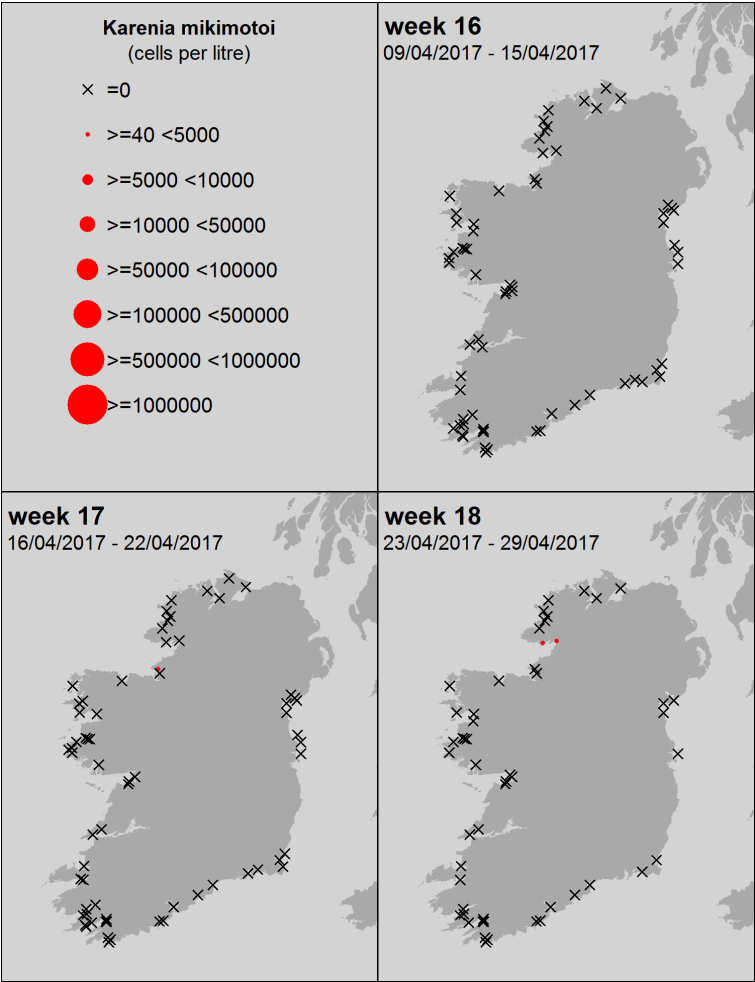 Karenia mikimotoi
(cells per litre)
=0
>=40 <5000
>=5000 <10000
>=10000 <50000
>=50000 <100000
>=100000 <500000
>=500000 <1000000
>=1000000
week 16
09/04/2017 - 15/04/2017
week 17
16/04/2017 - 22/04/2017
week 18
23/04/2017 - 29/04/2017